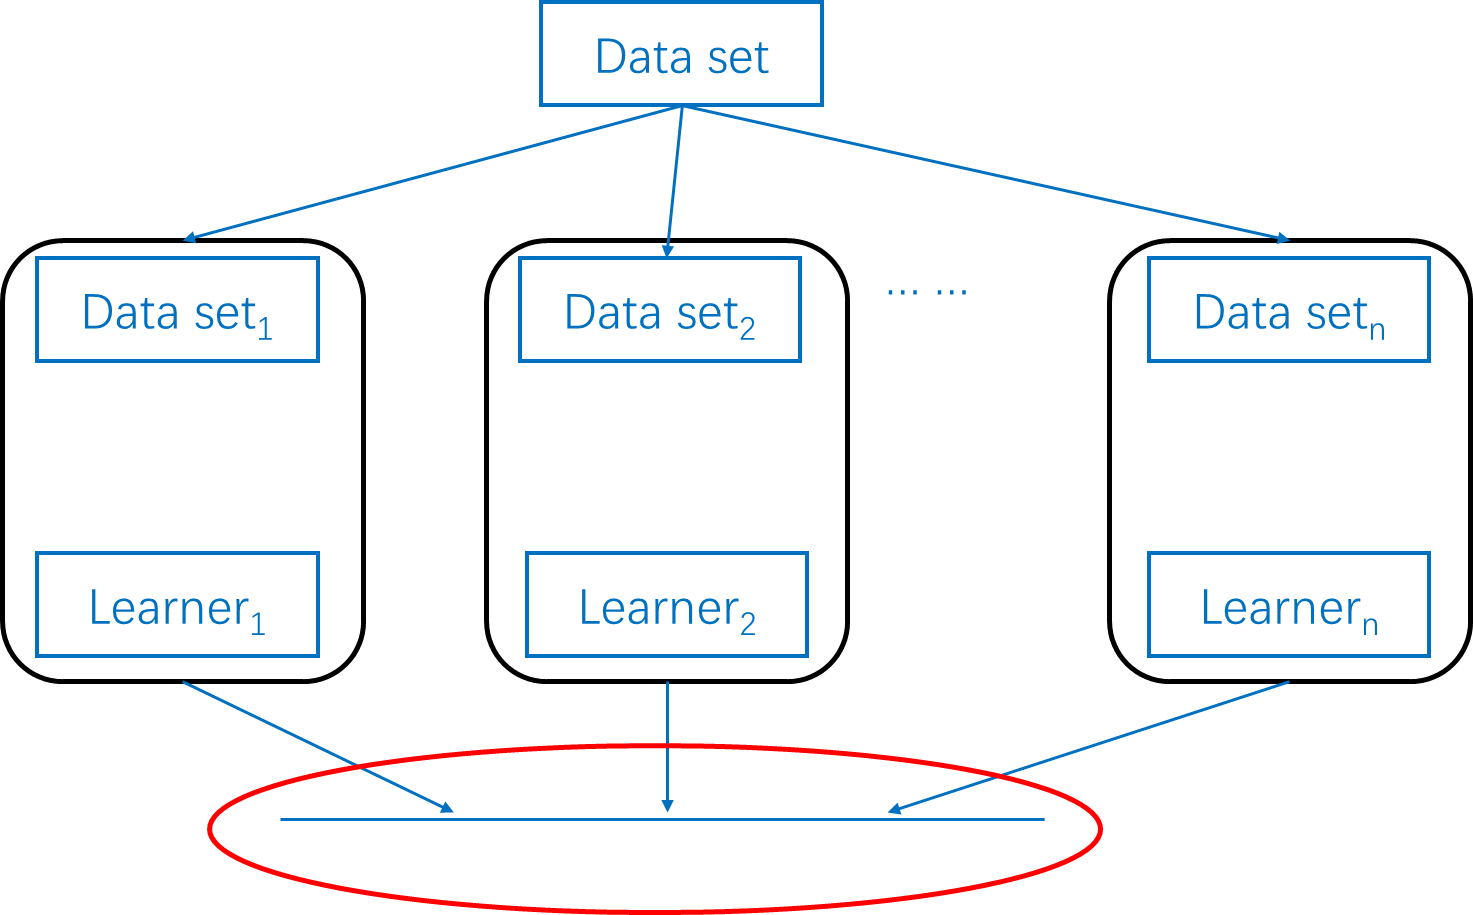 Data set
Data set₁
Data set₂
... ...
Data setₙ
Learner₁
Learner₂
Learnerₙ